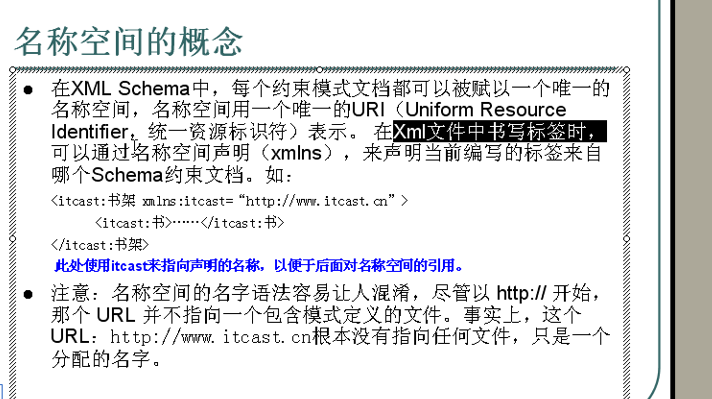 名称空间的概念
● 在XML Schema中，每个约束模式文档都可以被赋以一个唯一的
名称空间，名称空间用一个唯一的URI（Uniform Resource
Identifier，统一资源标识符）表示。 在Xml文件中书写标签时，
可以通过名称空间声明（xmlns），来声明当前编写的标签来自
哪个Schema约束文档。如：
<itcast:书架 xmlns:itcast=“http://www.itcast.cn”>
<itcast:书>……</itcast:书>
</itcast:书架>
此处使用itcast来指向声明的名称，以便于后面对名称空间的引用。
● 注意：名称空间的名字语法容易让人混淆，尽管以 http:// 开始，
那个 URL 并不指向一个包含模式定义的文件。事实上，这个
URL：http://www.itcast.cn根本没有指向任何文件，只是一个
分配的名字。